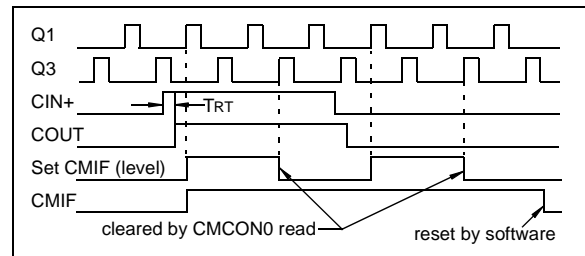 Q1
Q3
CIN+
TRT
COUT
Set CMIF (level)
CMIF
cleared by CMCON0 read
reset by software